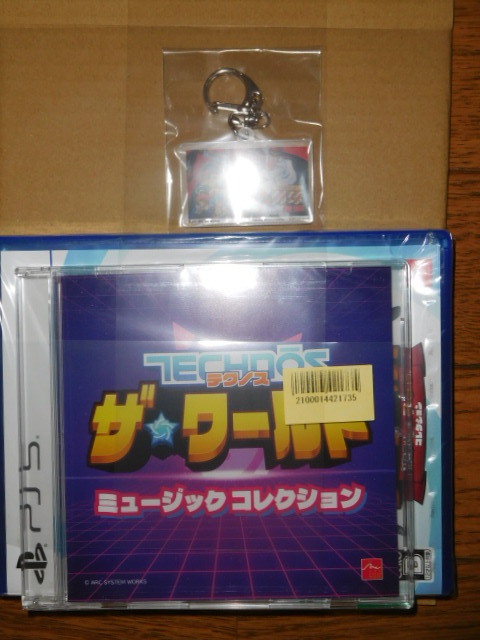 TECHNŌS
テクノス
ザ★ワールド
2100014421735
ミュージック コレクション
PS5
© ARC SYSTEM WORKS